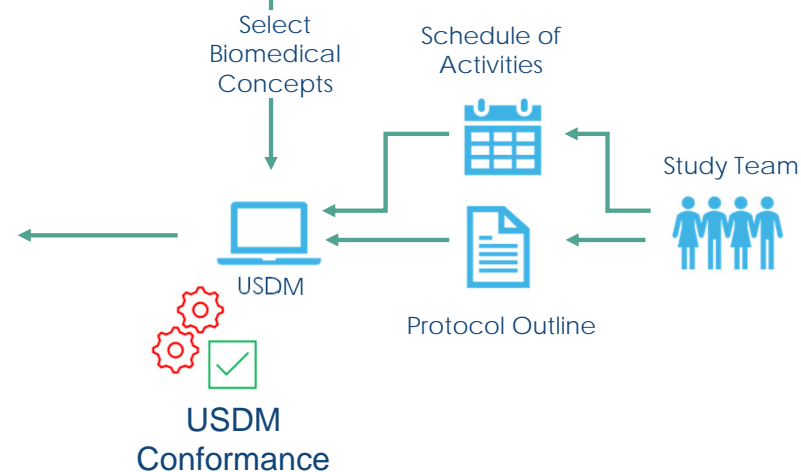 Select
Biomedical
Concepts
Schedule of
Activities
Study Team
USDM
Protocol Outline
USDM
Conformance